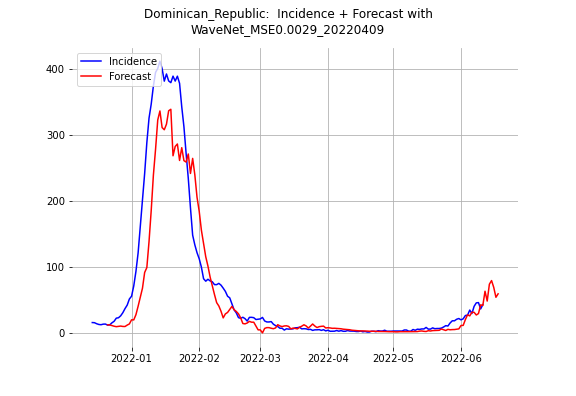 Dominican_Republic:  Incidence + Forecast with
WaveNet_MSE0.0029_20220409
Incidence
Forecast
400
300
200
100
0
2022-01
2022-02
2022-03
2022-04
2022-05
2022-06